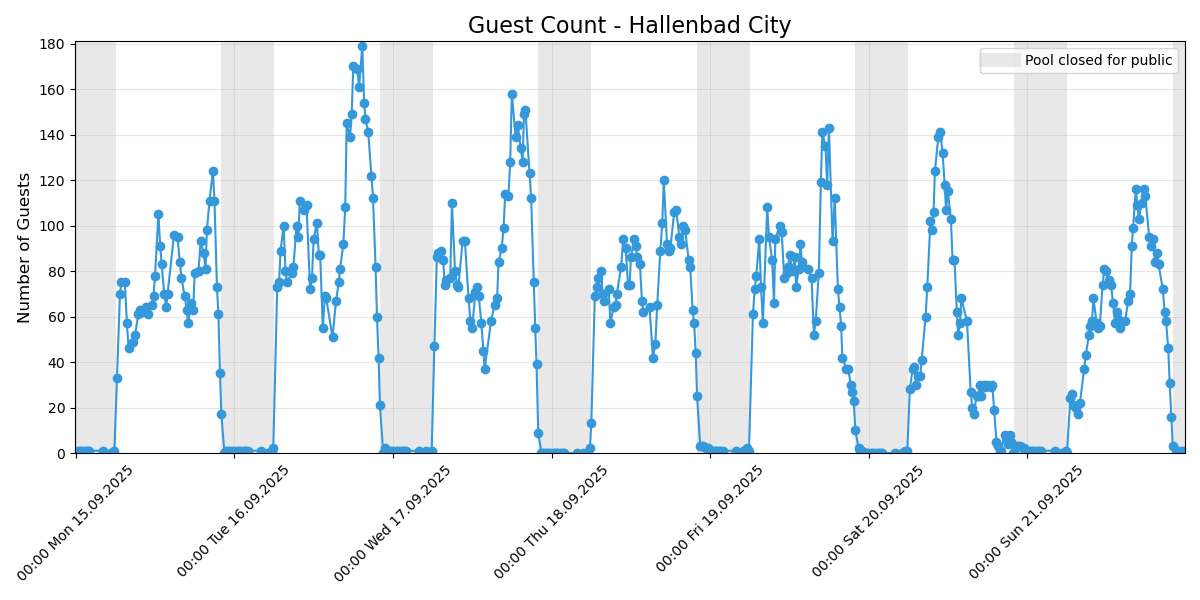 Guest Count - Hallenbad City
Pool closed for public
Number of Guests
180
160
140
120
100
80
60
40
20
0
00:00 Mon 15.09.2025
00:00 Tue 16.09.2025
00:00 Wed 17.09.2025
00:00 Thu 18.09.2025
00:00 Fri 19.09.2025
00:00 Sat 20.09.2025
00:00 Sun 21.09.2025